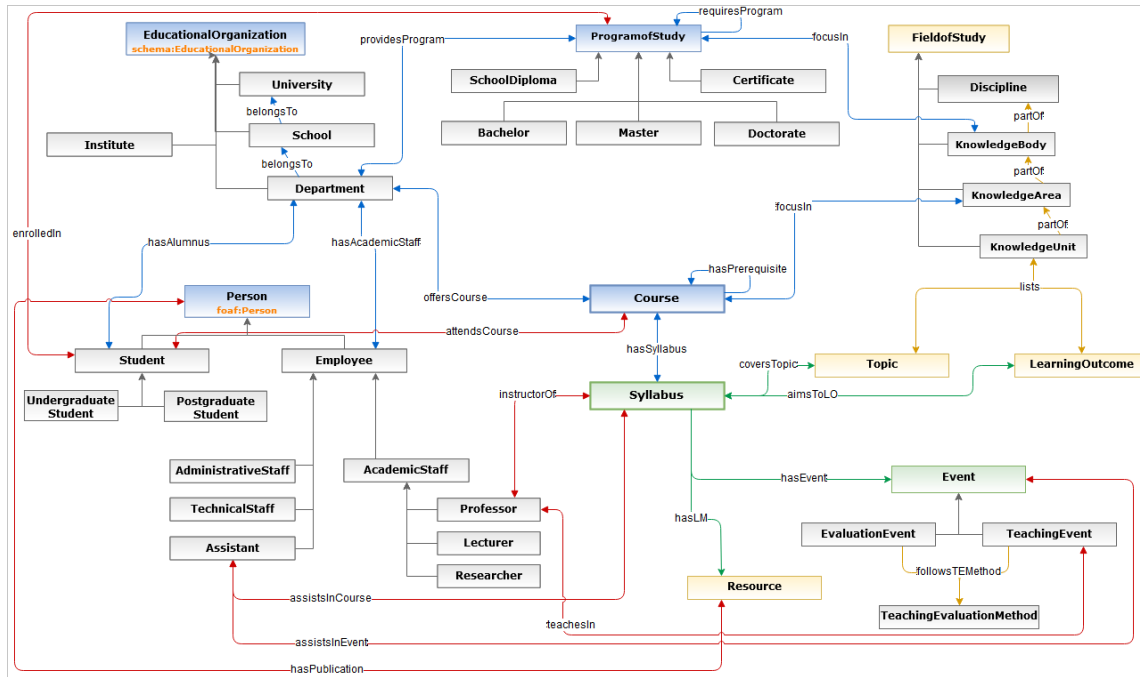 requiresProgram
EducationalOrganization
schema:EducationalOrganization
providesProgram
ProgramofStudy
focusIn
FieldofStudy
University
SchoolDiploma
Certificate
Discipline
belongsTo
partOf
School
Bachelor
Master
Doctorate
Institute
KnowledgeBody
belongsTo
partOf
Department
KnowledgeArea
focusIn
partOf
enrolledIn
hasAlumnus
hasAcademicStaff
KnowledgeUnit
hasPrerequisite
lists
Person
foaf:Person
offersCourse
Course
attendsCourse
hasSyllabus
Student
Employee
coversTopic
Topic
LearningOutcome
Undergraduate
Student
Postgraduate
Student
instructorOf
Syllabus
aimsToLO
AdministrativeStaff
AcademicStaff
hasEvent
Event
TechnicalStaff
Professor
hasLM
EvaluationEvent
TeachingEvent
Assistant
Lecturer
followsTEMethod
Researcher
Resource
assistsInCourse
TeachingEvaluationMethod
teachesIn
assistsInEvent
hasPublication